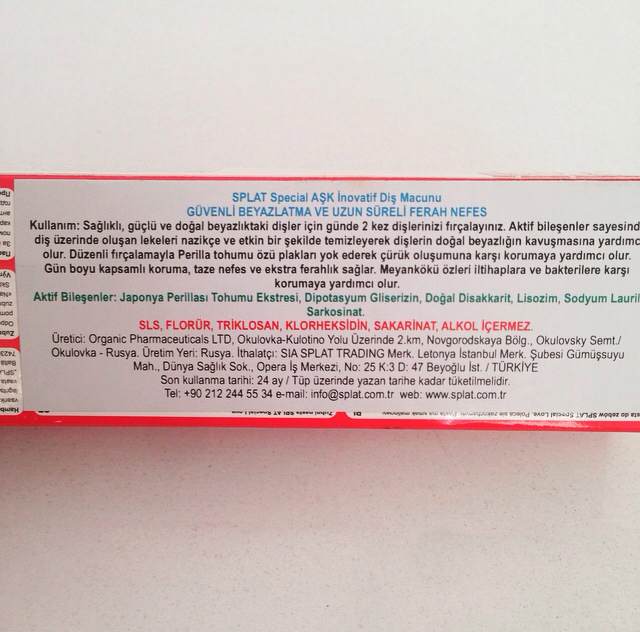 SPLAT Special AŞK İnovatif Diş Macunu
GÜVENLİ BEYAZLATMA VE UZUN SÜRELİ FERAH NEFES
Kullanım: Sağlıklı, güçlü ve doğal beyazlıktaki dişler için günde 2 kez dişlerinizi fırçalayınız. Aktif bileşenler sayesind
diş üzerinde oluşan lekeleri nazikçe ve etkin bir şekilde temizleyerek dişlerin doğal beyazlığın kavuşmasına yardımc
olur. Düzenli fırçalamayla Perilla tohumu özü plakları yok ederek çürük oluşumuna karşı korumaya yardımcı olur.
Gün boyu kapsamlı koruma, taze nefes ve ekstra ferahlık sağlar. Meyankökü özleri iltihaplara ve bakterilere karşı
korumaya yardımcı olur.
Aktif Bileşenler: Japonya Perillası Tohumu Ekstresi, Dipotasyum Gliserizin, Doğal Disakkarit, Lisozim, Sodyum Lauril
Sarkosinat.
SLS, FLORÜR, TRİKLOSAN, KLORHEKSİDİN, SAKARİNAT, ALKOL İÇERMEZ.
Üretici: Organic Pharmaceuticals LTD, Okulovka-Kulotino Yolu Üzerinde 2.km, Novgorodskaya Bölg., Okulovsky Semt./
Okulovka - Rusya. Üretim Yeri: Rusya. İthalatçı: SIA SPLAT TRADING Merk. Letonya İstanbul Merk. Şubesi Gümüşsuyu
Mah., Dünya Sağlık Sok., Opera İş Merkezi, No: 25 K:3 D: 47 Beyoğlu İst. / TÜRKİYE
Son kullanma tarihi: 24 ay / Tüp üzerinde yazan tarihe kadar tüketilmelidir.
Tel: +90 212 244 55 34 e-mail: info@splat.com.tr web: www.splat.com.tr